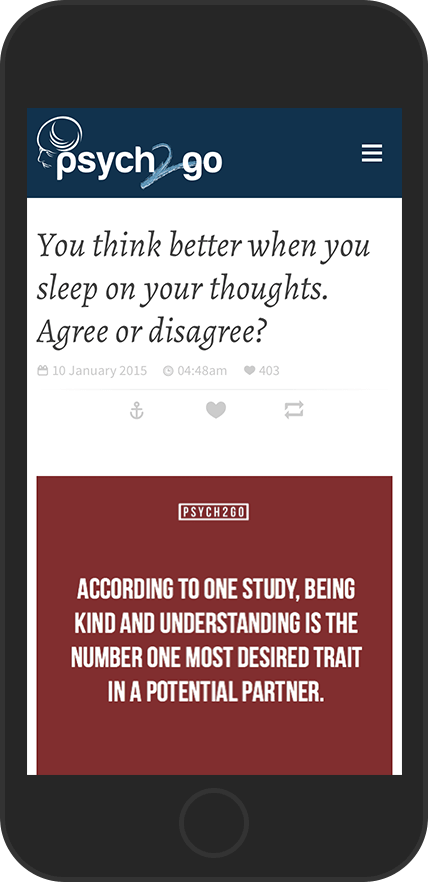 psych2go
You think better when you
sleep on your thoughts.
Agree or disagree?
10 January 2015 04:48am 403
PSYCH2GO
ACCORDING TO ONE STUDY, BEING
KIND AND UNDERSTANDING IS THE
NUMBER ONE MOST DESIRED TRAIT
IN A POTENTIAL PARTNER.